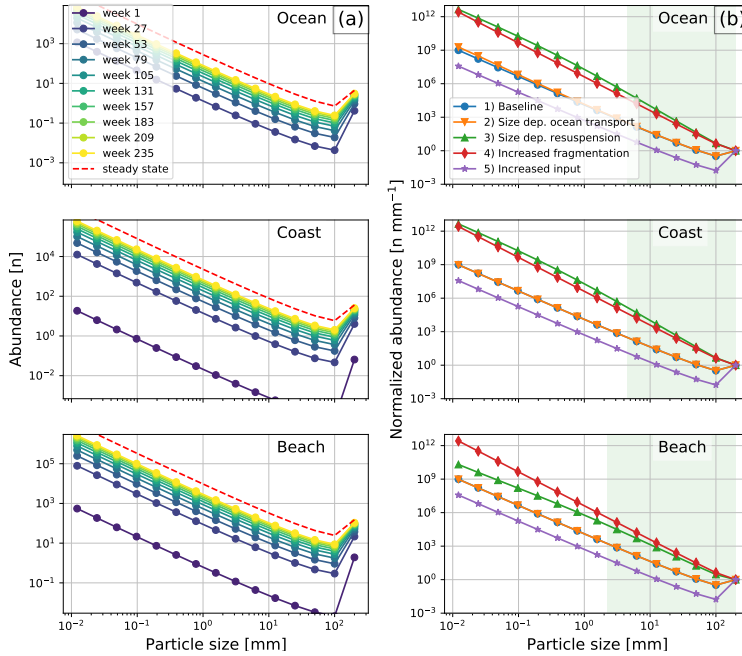 Ocean
(a)
week 1
week 27
week 53
week 79
week 105
week 131
week 157
week 183
week 209
week 235
steady state
10⁵
10³
10¹
10⁻¹
10⁻³
Coast
10⁴
10²
10⁰
10⁻²
Abundance [n]
Beach
10⁵
10³
10¹
10⁻¹
10⁻² 10⁻¹ 10⁰ 10¹ 10²
Particle size [mm]
Ocean
(b)
1) Baseline
2) Size dep. ocean transport
3) Size dep. resuspension
4) Increased fragmentation
5) Increased input
10¹²
10⁹
10⁶
10³
10⁰
10⁻³
Coast
10¹²
10⁹
10⁶
10³
10⁰
10⁻³
Normalized abundance [n mm⁻¹]
Beach
10¹²
10⁹
10⁶
10³
10⁰
10⁻³
10⁻² 10⁻¹ 10⁰ 10¹ 10²
Particle size [mm]